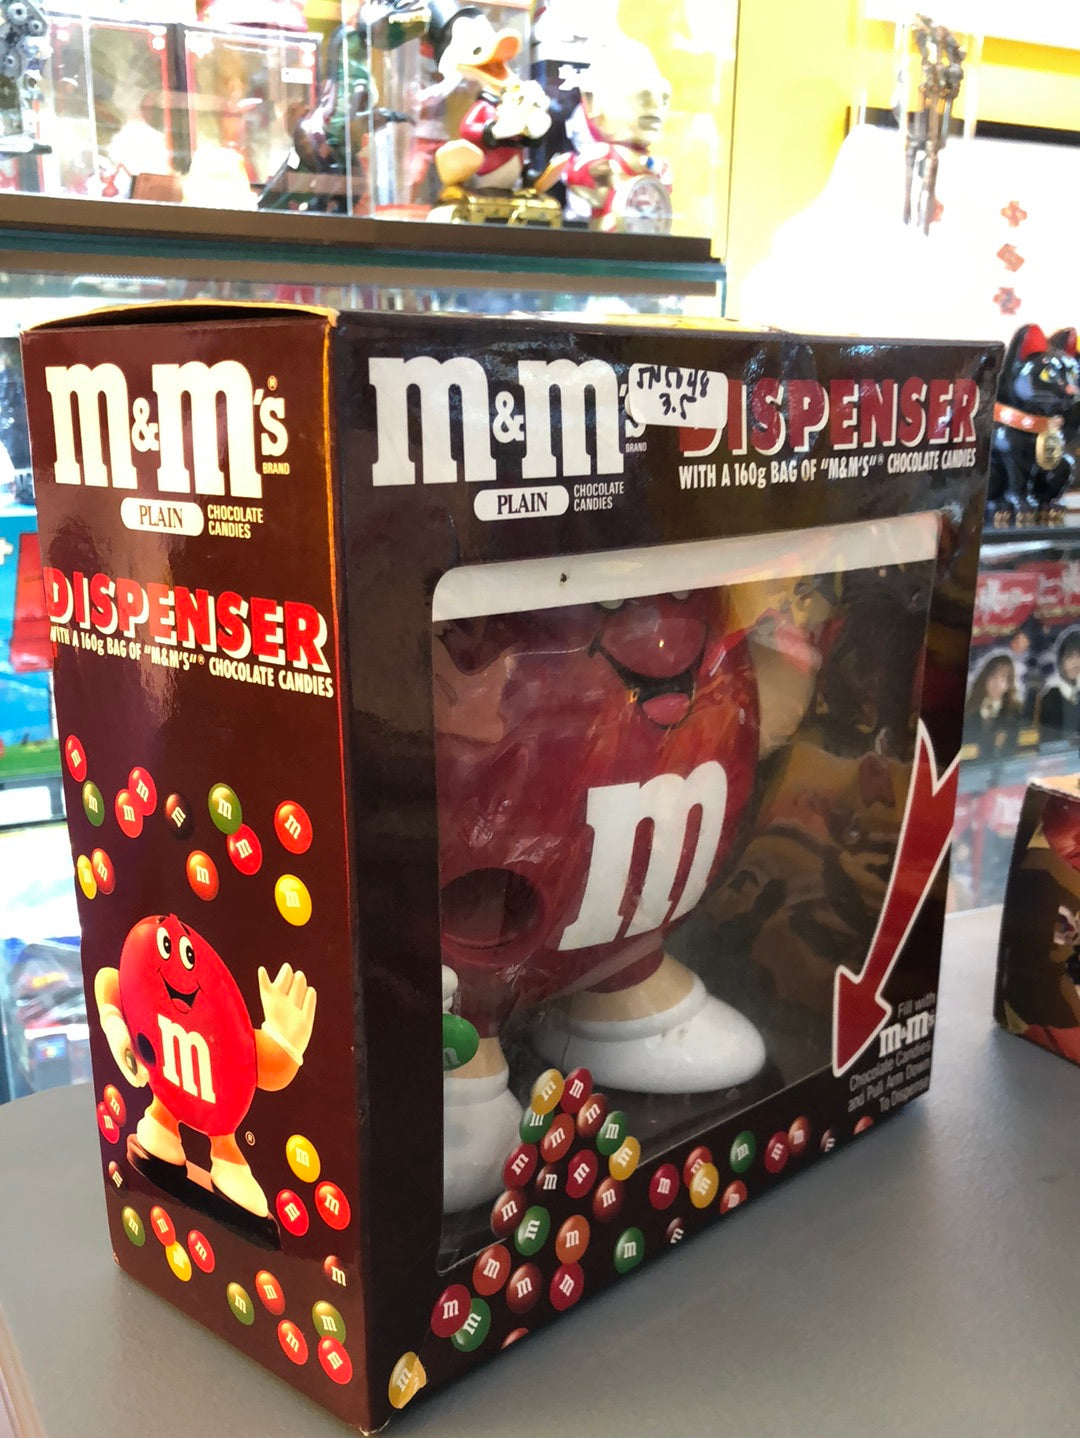 m&m's®
BRAND
PLAIN CHOCOLATE
CANDIES
DISPENSER
WITH A 160g BAG OF "M&M'S"® CHOCOLATE CANDIES
m
®
m&m's
BRAND
PLAIN CHOCOLATE
CANDIES
3.5
DISPENSER
WITH A 160g BAG OF "M&M'S"® CHOCOLATE CANDIES
m
Fill with
m&m's
Chocolate Candies
and Pull Arm Down
To Dispense